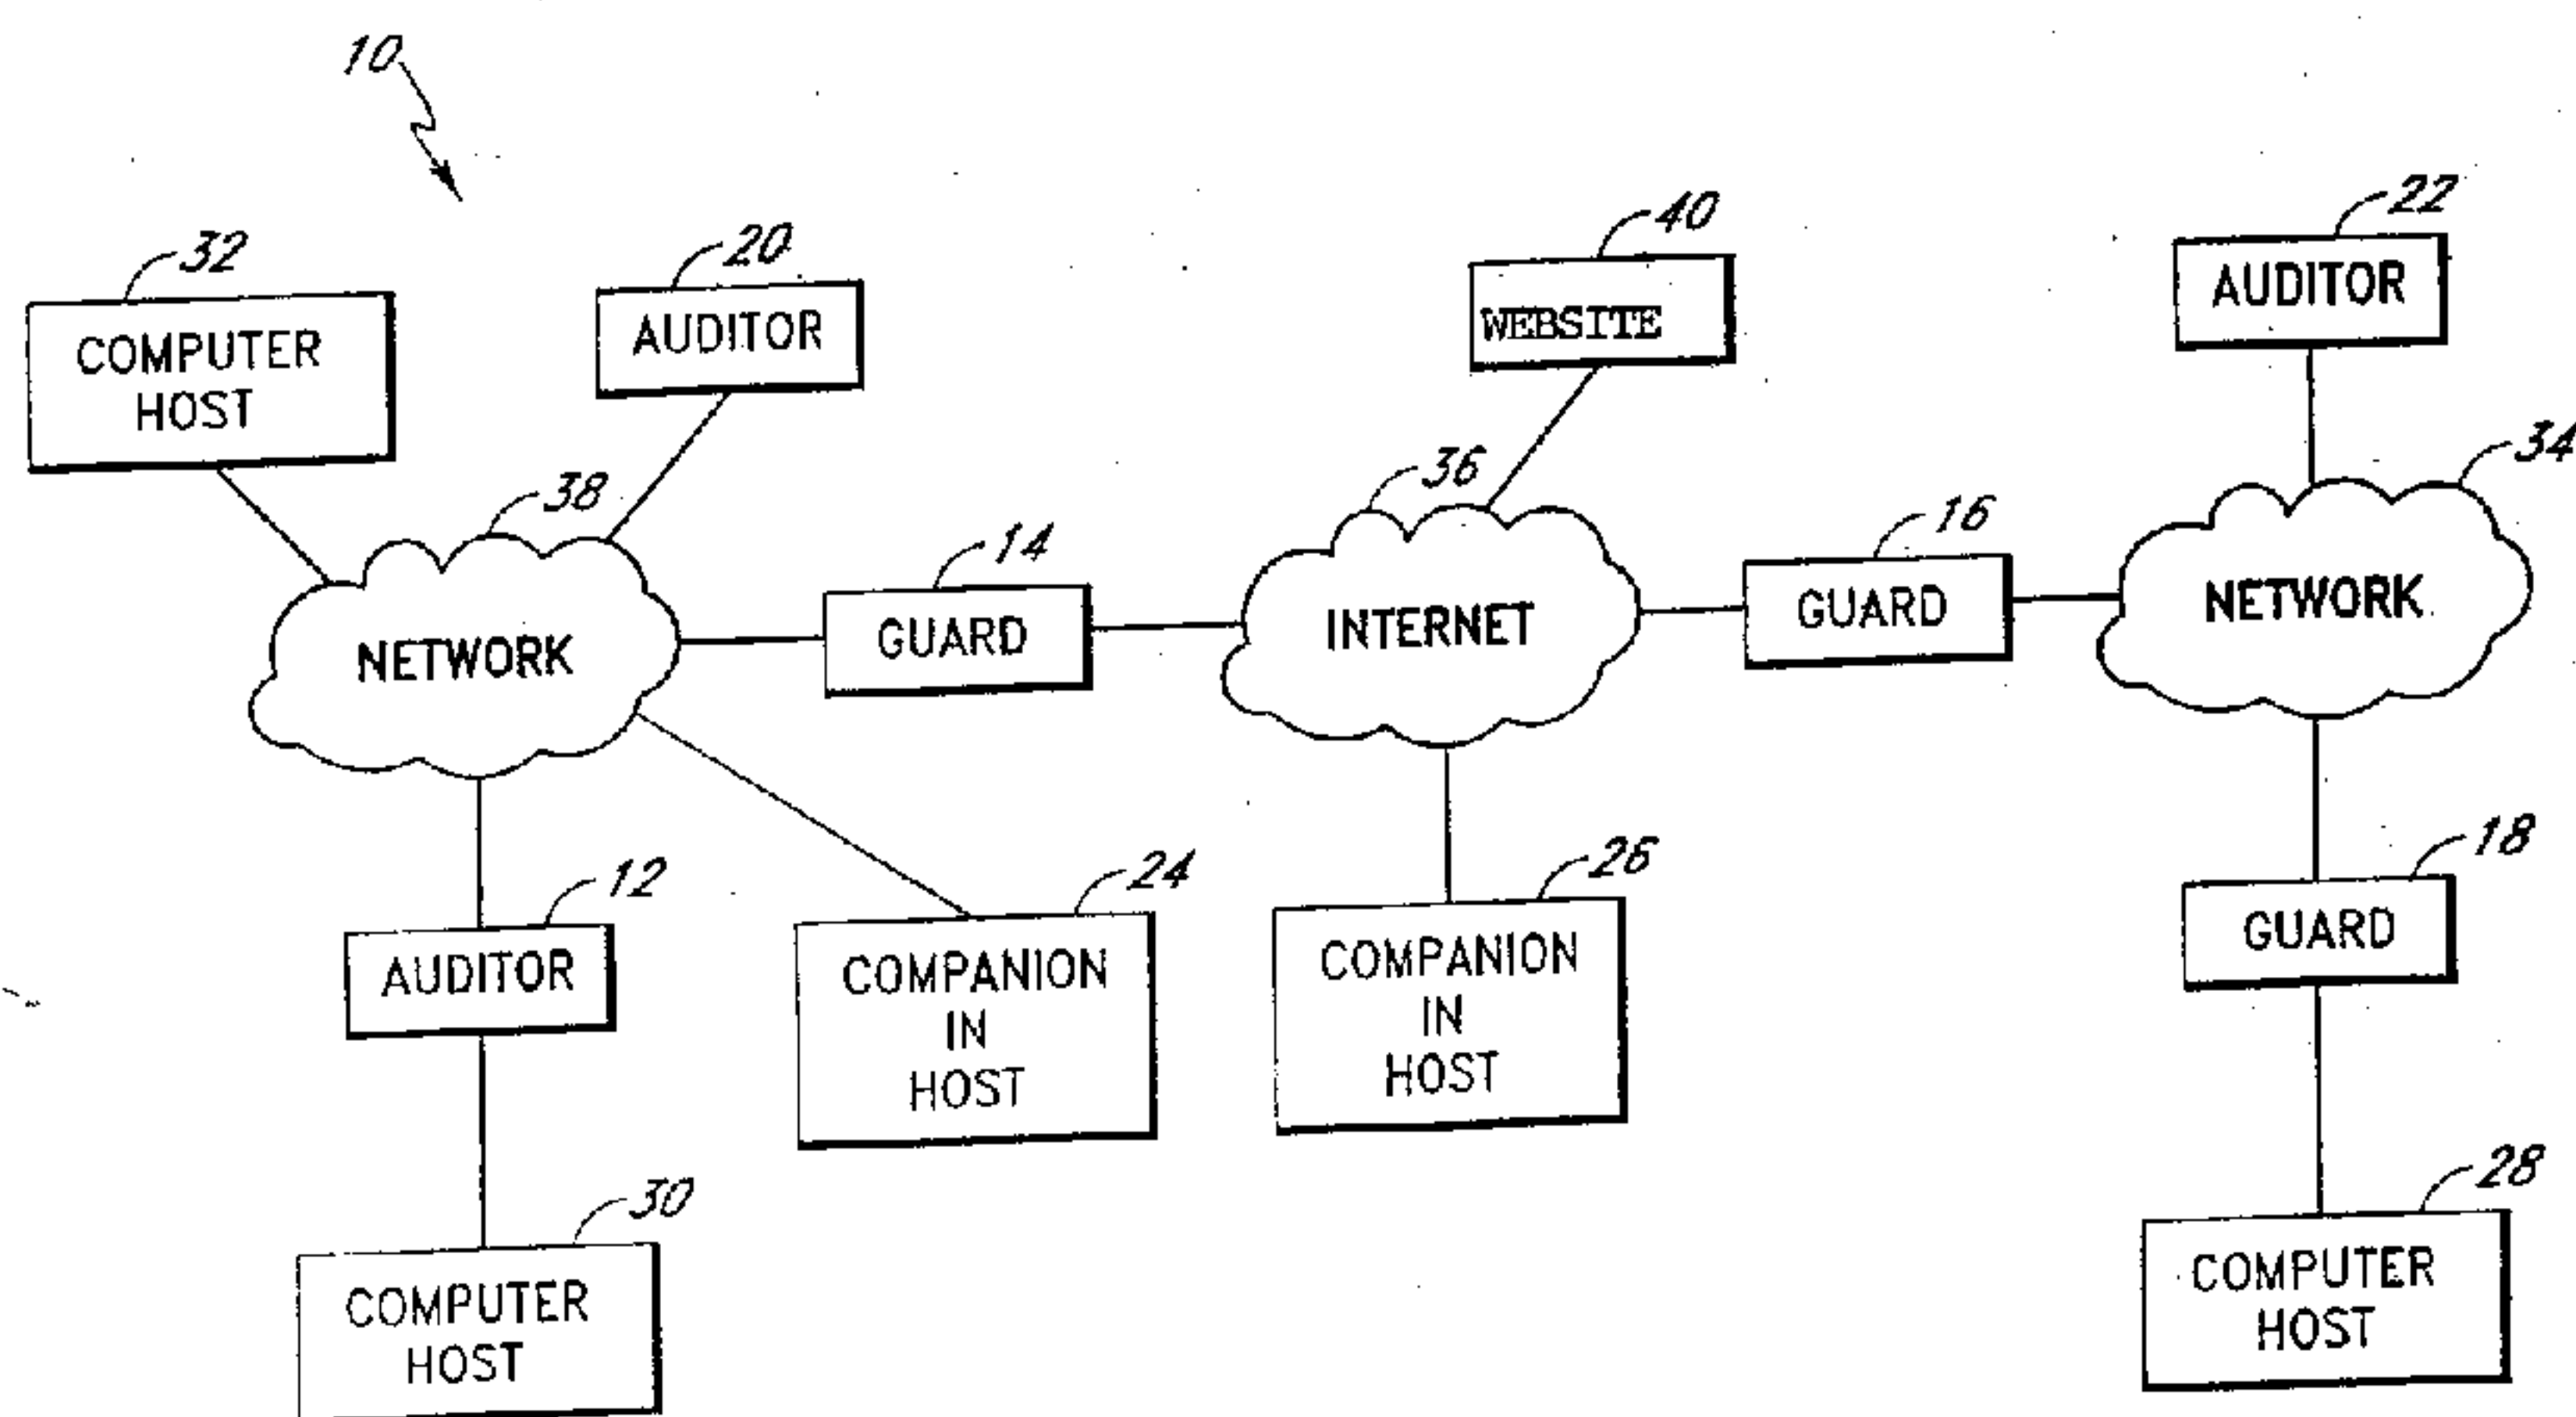 10
32
COMPUTER
HOST
20
AUDITOR
40
WEBSITE
22
AUDITOR
38
NETWORK
14
GUARD
36
INTERNET
16
GUARD
34
NETWORK
12
AUDITOR
24
COMPANION
IN
HOST
26
COMPANION
IN
HOST
18
GUARD
30
COMPUTER
HOST
28
COMPUTER
HOST